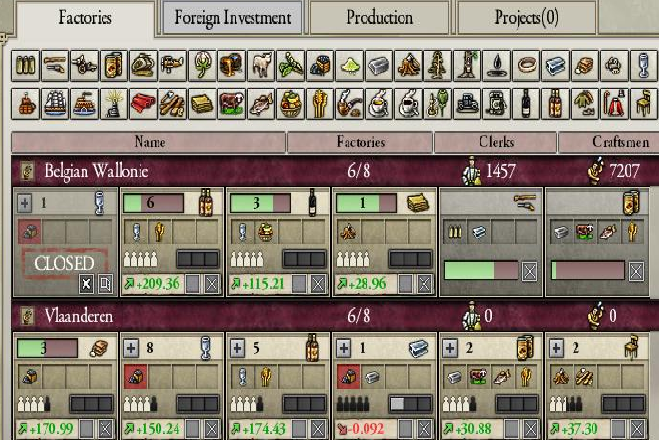 Factories Foreign Investment Production Projects(0)
Name Factories Clerks Craftsmen
Belgian Wallonie 6/8 1457 7207
+ 1 6 3 1
CLOSED
+209.36 +115.21 +28.96
Vlaanderen 6/8 0 0
3 + 8 + 5 + 1 + 2 + 2
+170.99 +150.24 +174.43 -0.092 +30.88 +37.30